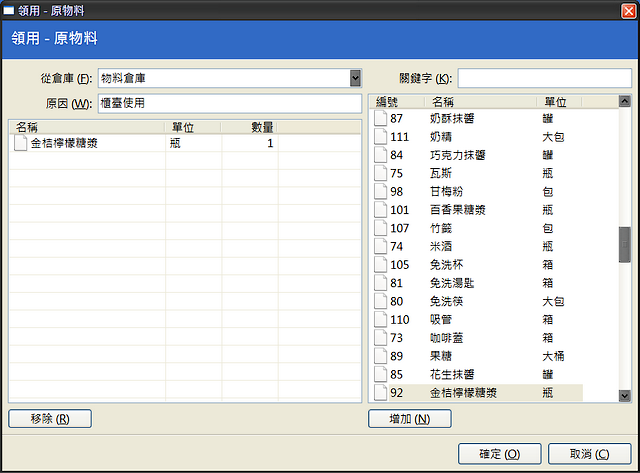 領用 - 原物料
領用 - 原物料
從倉庫 (F): 物料倉庫
原因 (W): 櫃臺使用
名稱 單位 數量
金桔檸檬糖漿 瓶 1
移除 (R)
關鍵字 (K):
編號 名稱 單位
87 奶酥抹醬 罐
111 奶精 大包
84 巧克力抹醬 罐
75 瓦斯 瓶
98 甘梅粉 包
101 百香果糖漿 瓶
107 竹籤 包
74 米酒 瓶
105 免洗杯 箱
81 免洗湯匙 箱
80 免洗筷 大包
110 吸管 箱
73 咖啡蓋 箱
89 果糖 大桶
85 花生抹醬 罐
92 金桔檸檬糖漿 瓶
增加 (N)
確定 (O) 取消 (C)